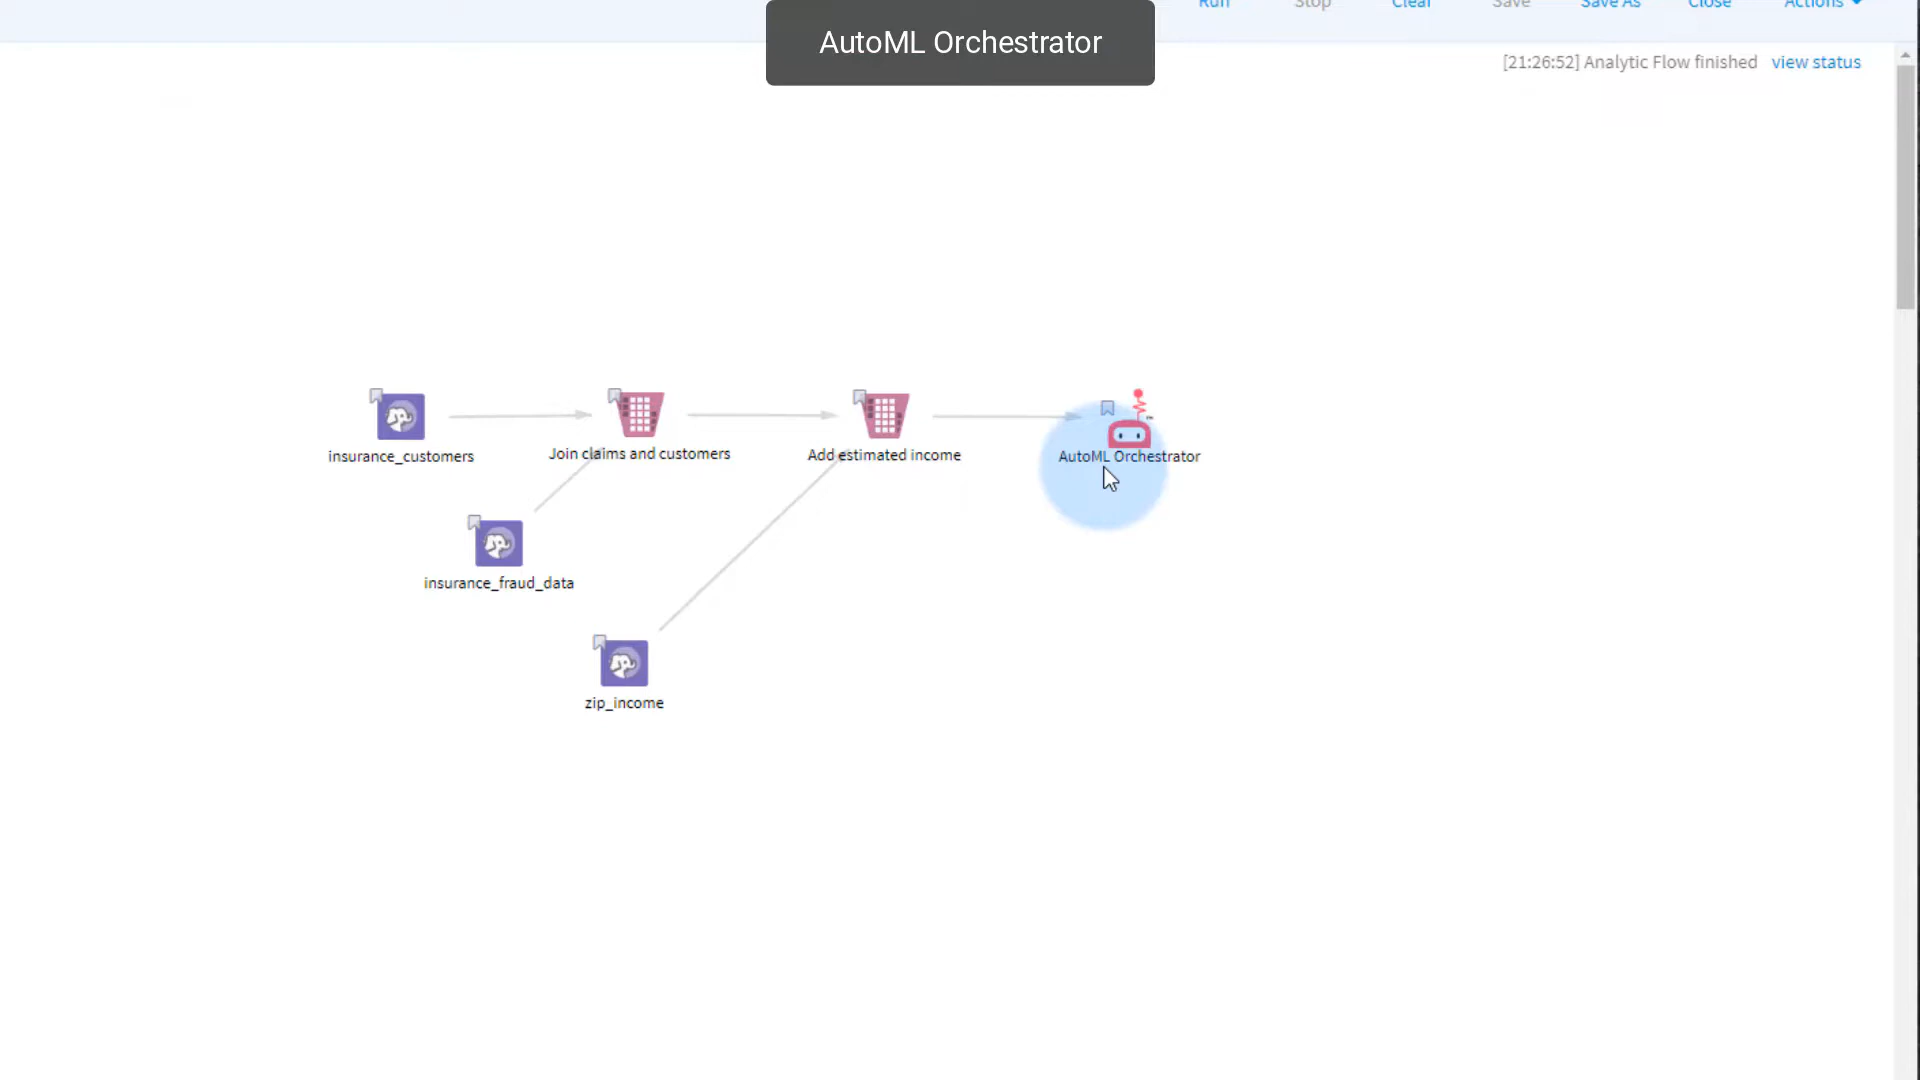 Run Stop Clear Save Save As Close Actions
AutoML Orchestrator
[21:26:52] Analytic Flow finished view status
insurance_customers
Join claims and customers
Add estimated income
AutoML Orchestrator
insurance_fraud_data
zip_income